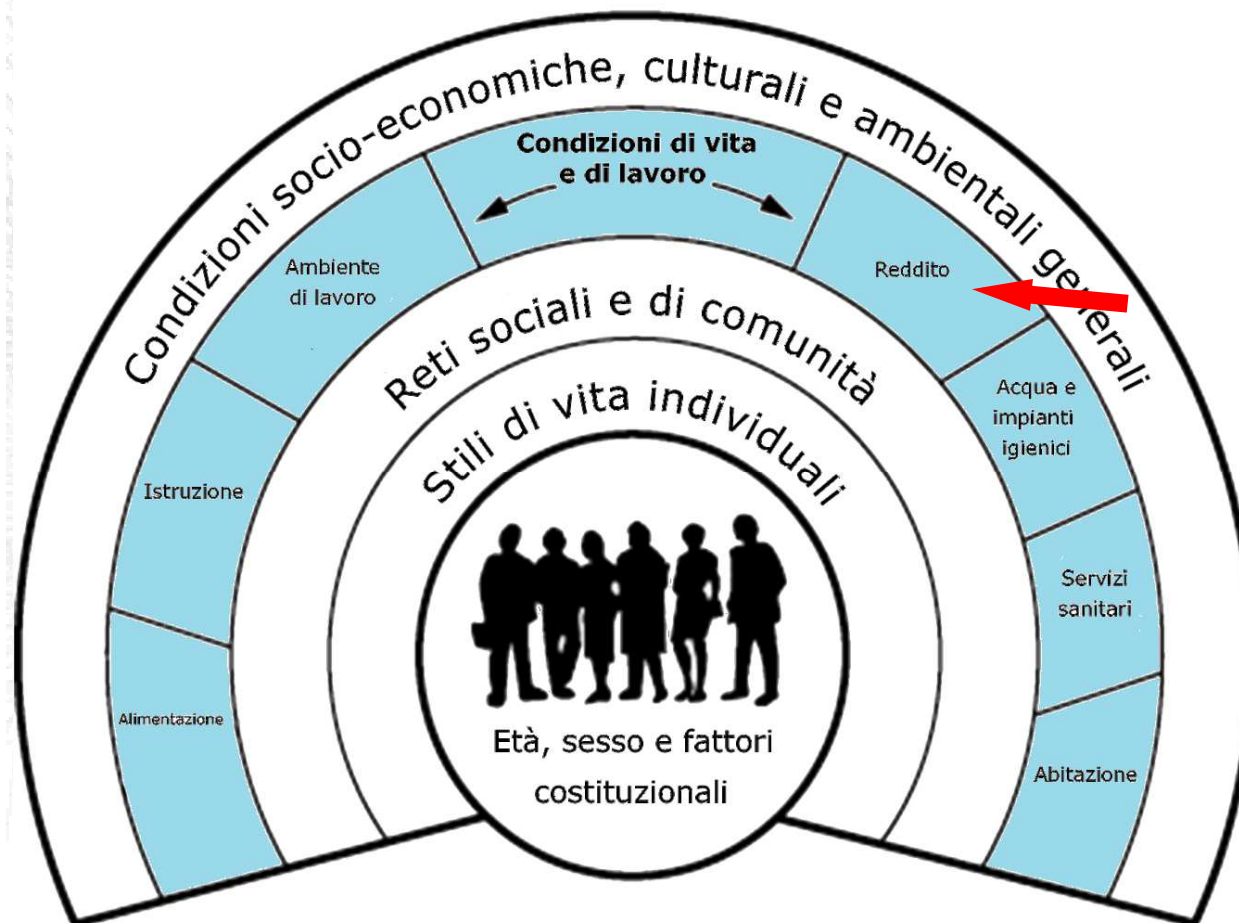 Condizioni socio-economiche, culturali e ambientali generali
Condizioni di vita
e di lavoro
Ambiente
di lavoro
Reddito
Reti sociali e di comunità
Acqua e
impianti
igienici
Stili di vita individuali
Istruzione
Servizi
sanitari
Alimentazione
Età, sesso e fattori
costituzionali
Abitazione